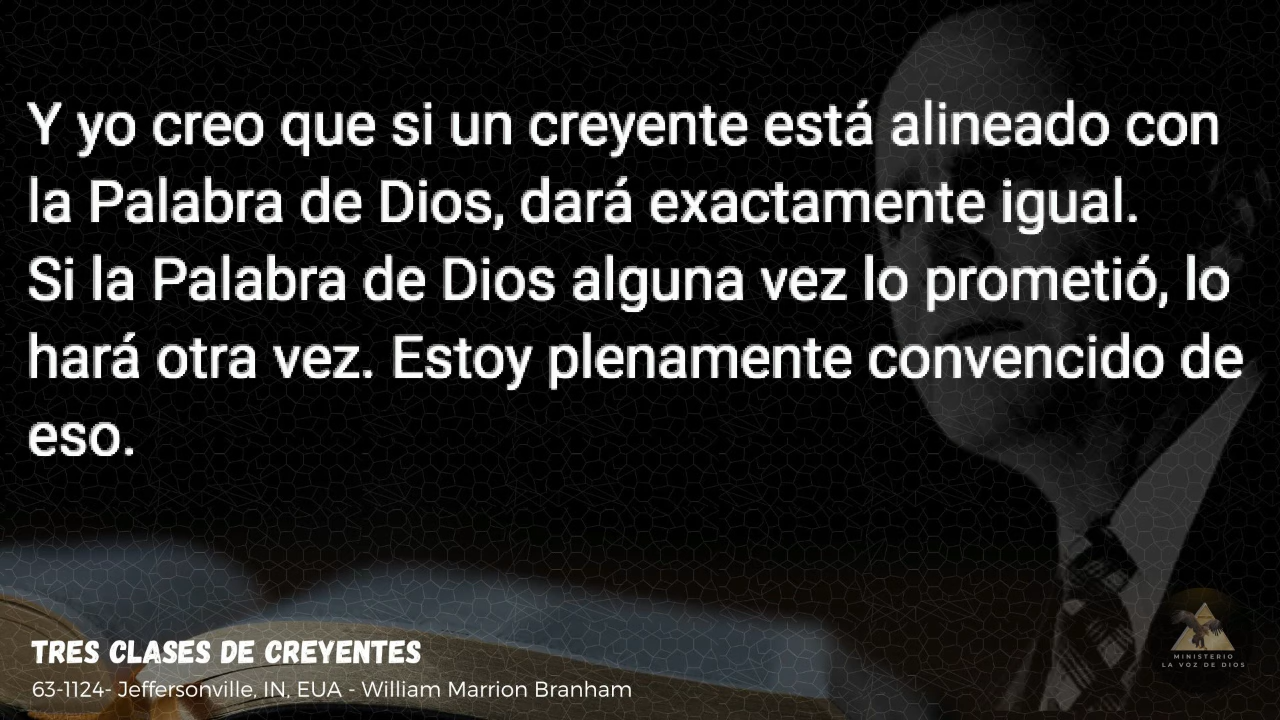 Y yo creo que si un creyente está alineado con
la Palabra de Dios, dará exactamente igual.
Si la Palabra de Dios alguna vez lo prometió, lo
hará otra vez. Estoy plenamente convencido de
eso.
TRES CLASES DE CREYENTES
63-1124- Jeffersonville, IN, EUA - William Marrion Branham
MINISTERIO
LA VOZ DE DIOS